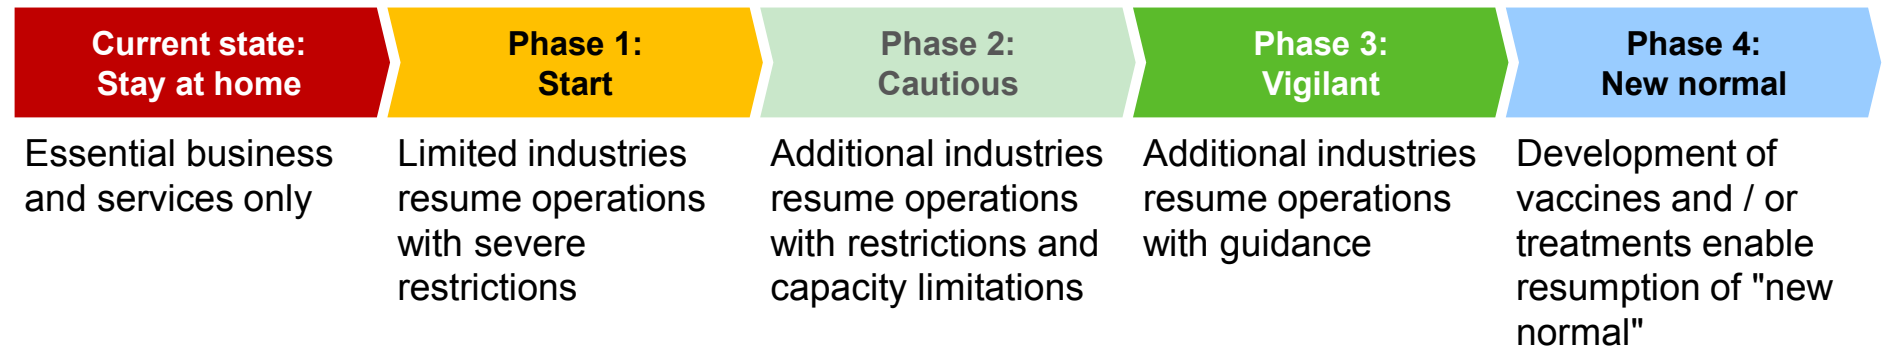 Current state:
Stay at home
Phase 1:
Start
Phase 2:
Cautious
Phase 3:
Vigilant
Phase 4:
New normal
Essential business
and services only
Limited industries
resume operations
with severe
restrictions
Additional industries
resume operations
with restrictions and
capacity limitations
Additional industries
resume operations
with guidance
Development of
vaccines and / or
treatments enable
resumption of "new
normal"